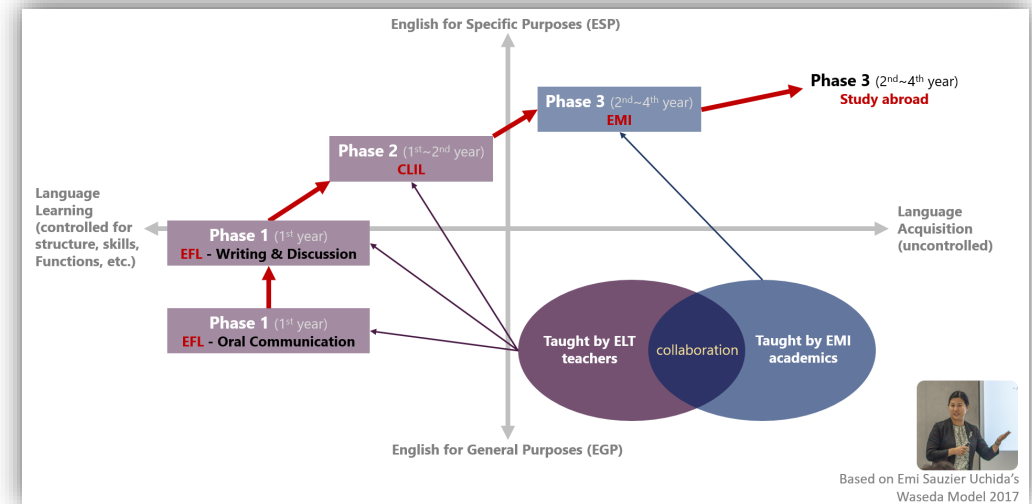 English for Specific Purposes (ESP)
Phase 3 (2nd~4th year)
Study abroad
Phase 3 (2nd~4th year)
EMI
Phase 2 (1st~2nd year)
CLIL
Language
Learning
(controlled for
structure, skills,
Functions, etc.)
Language
Acquisition
(uncontrolled)
Phase 1 (1st year)
EFL - Writing & Discussion
Phase 1 (1st year)
EFL - Oral Communication
Taught by ELT
teachers
collaboration
Taught by EMI
academics
English for General Purposes (EGP)
Based on Emi Sauzier Uchida's
Waseda Model 2017